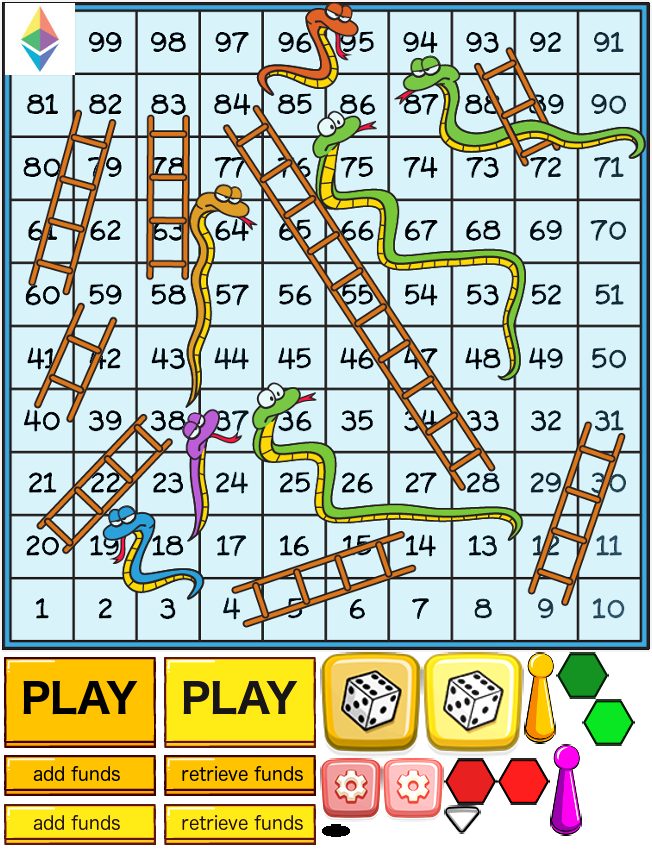 99 98 97 96 95 94 93 92 91
81 82 83 84 85 86 87 88 89 90
80 79 78 77 76 75 74 73 72 71
61 62 63 64 65 66 67 68 69 70
60 59 58 57 56 55 54 53 52 51
41 42 43 44 45 46 47 48 49 50
40 39 38 37 36 35 34 33 32 31
21 22 23 24 25 26 27 28 29 30
20 19 18 17 16 15 14 13 12 11
1 2 3 4 5 6 7 8 9 10
PLAY PLAY
add funds retrieve funds
add funds retrieve funds